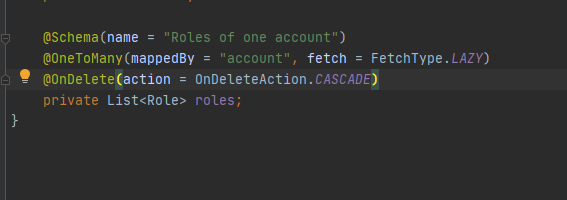 @Schema(name = "Roles of one account")
@OneToMany(mappedBy = "account", fetch = FetchType.LAZY)
@OnDelete(action = OnDeleteAction.CASCADE)
private List<Role> roles;
}